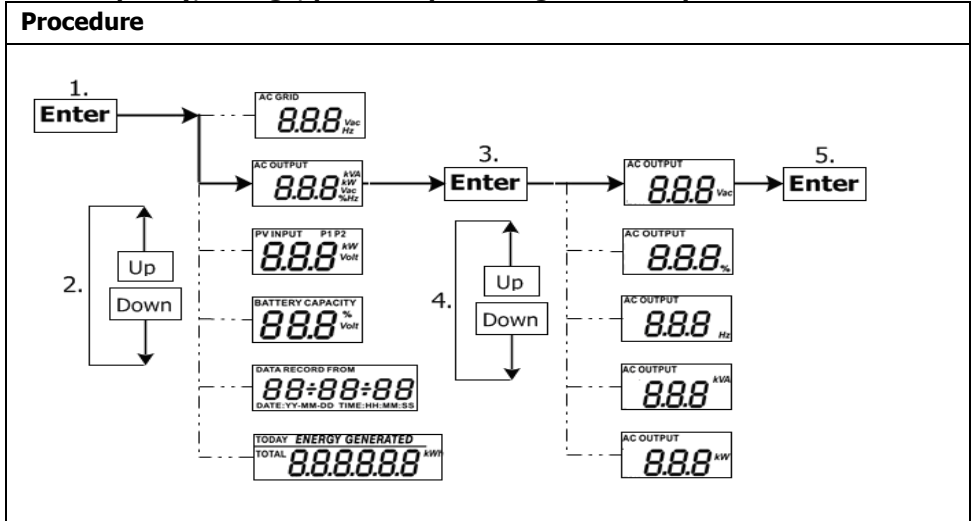 Procedure
1.
Enter
AC GRID
8.8.8 Vac
Hz
AC OUTPUT
8.8.8 kVA
kW
Vac
%Hz
PV INPUT P1 P2
8.8.8 kW
Volt
BATTERY CAPACITY
888 %
Volt
DATA RECORD FROM
88:88:88
DATE:YY-MM-DD TIME:HH:MM:SS
TODAY ENERGY GENERATED
TOTAL 8.8.8.8.8.8 kWh
2.
Up
Down
3.
Enter
4.
Up
Down
AC OUTPUT
8.8.8 Vac
AC OUTPUT
8.8.8 %
AC OUTPUT
8.8.8 Hz
AC OUTPUT
8.8.8 kVA
AC OUTPUT
8.8.8 kW
5.
Enter